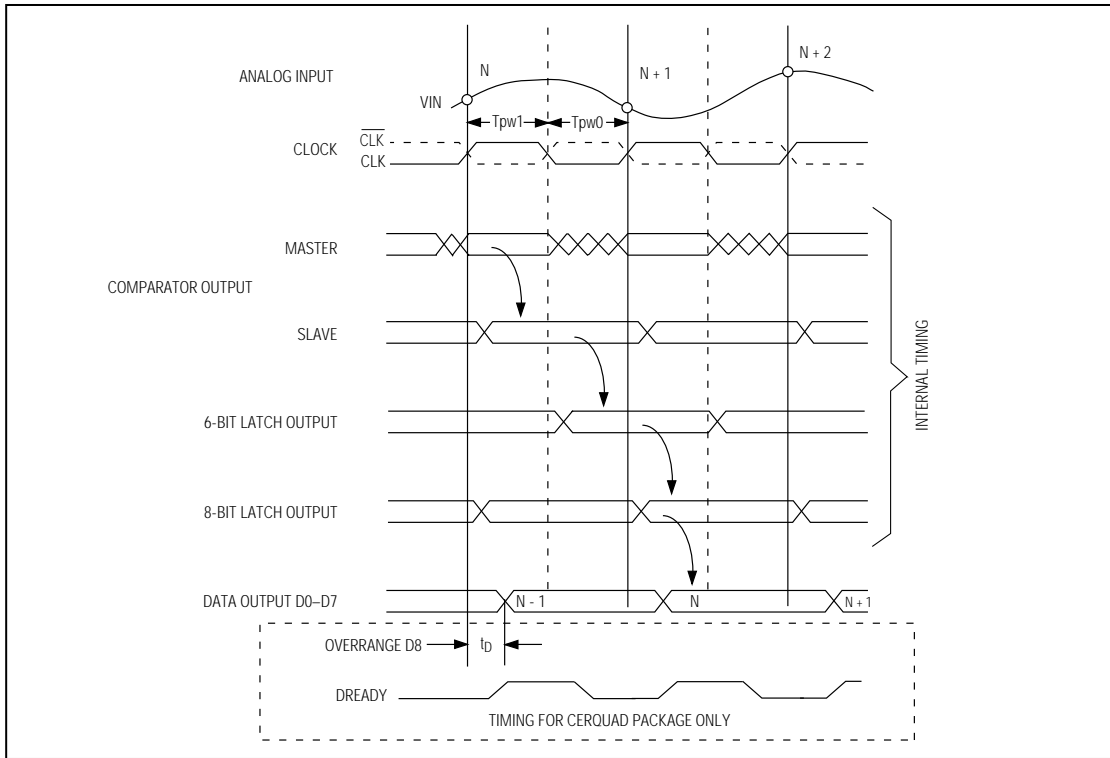 N
N + 1
N + 2
ANALOG INPUT
VIN
Tpw1
Tpw0
CLOCK
CLK
CLK
MASTER
COMPARATOR OUTPUT
SLAVE
6-BIT LATCH OUTPUT
8-BIT LATCH OUTPUT
INTERNAL TIMING
DATA OUTPUT D0–D7
N - 1
N
N + 1
OVERRANGE D8
tD
DREADY
TIMING FOR CERQUAD PACKAGE ONLY